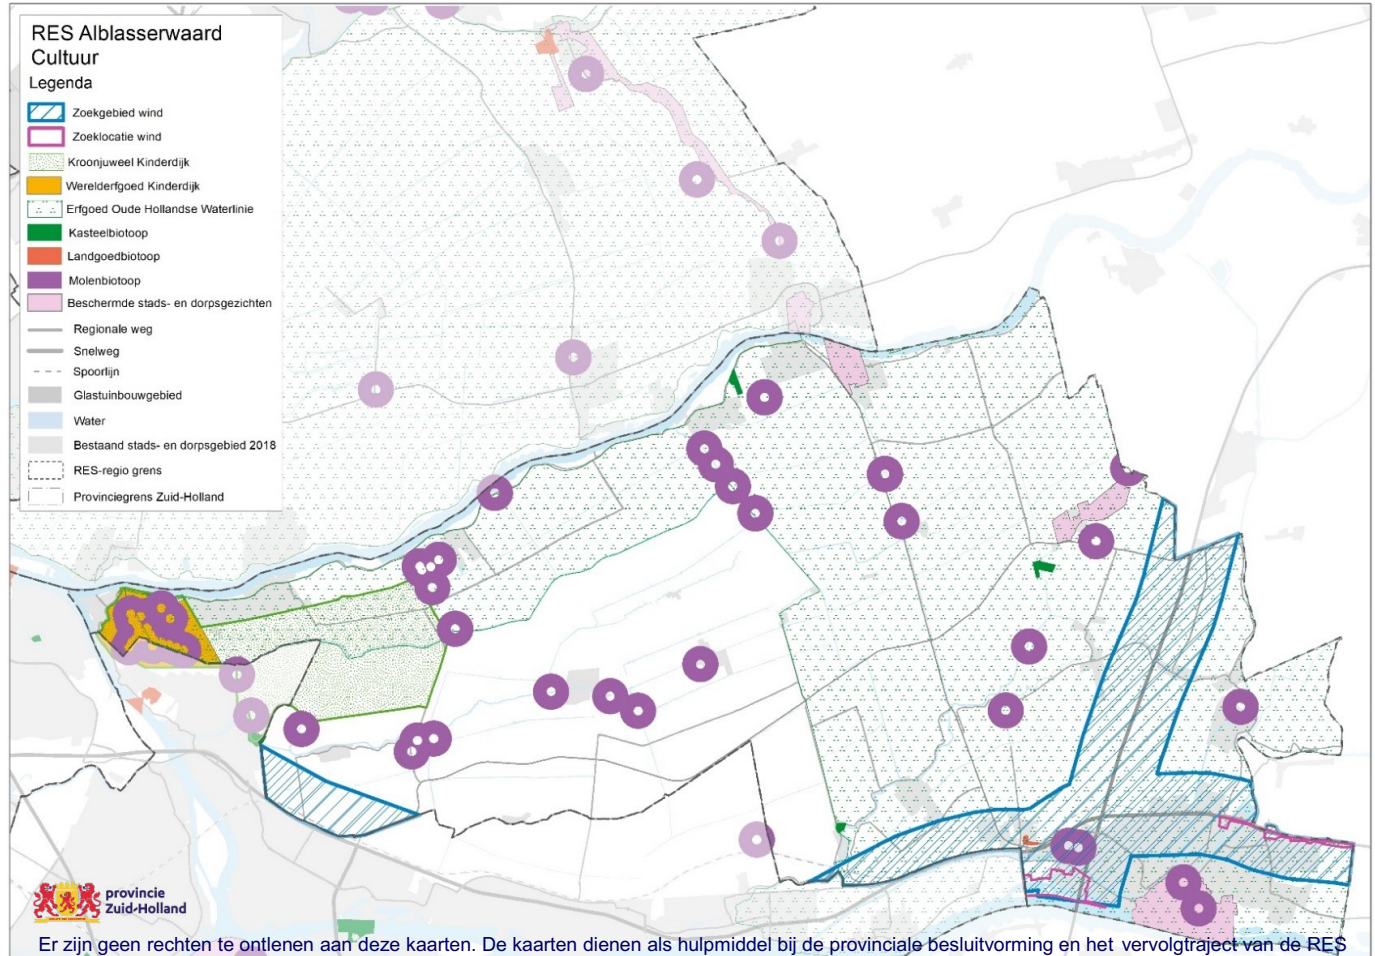 RES Alblasserwaard
Cultuur
Legenda
Zoekgebied wind
Zoeklocatie wind
Kroonjuweel Kinderdijk
Werelderfgoed Kinderdijk
Erfgoed Oude Hollandse Waterlinie
Kasteelbiotoop
Landgoedbiotoop
Molenbiotoop
Beschermde stads- en dorpsgezichten
Regionale weg
Snelweg
Spoorlijn
Glastuinbouwgebied
Water
Bestaand stads- en dorpsgebied 2018
RES-regio grens
Provinciegrens Zuid-Holland
provincie
Zuid-Holland
Er zijn geen rechten te ontlenen aan deze kaarten. De kaarten dienen als hulpmiddel bij de provinciale besluitvorming en het vervolgtraject van de RES